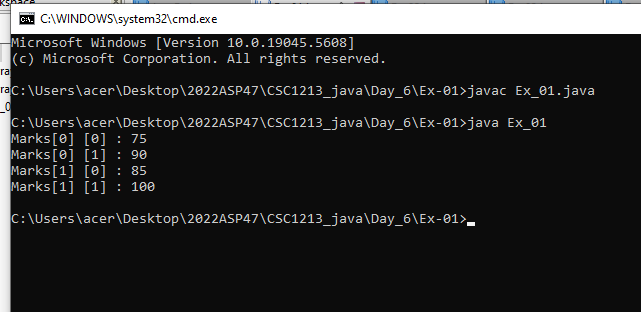 kspace
C:\WINDOWS\system32\cmd.exe
Microsoft Windows [Version 10.0.19045.5608]
(c) Microsoft Corporation. All rights reserved.
C:\Users\acer\Desktop\2022ASP47\CSC1213_java\Day_6\Ex-01>javac Ex_01.java
C:\Users\acer\Desktop\2022ASP47\CSC1213_java\Day_6\Ex-01>java Ex_01
Marks[0] [0] : 75
Marks[0] [1] : 90
Marks[1] [0] : 85
Marks[1] [1] : 100
C:\Users\acer\Desktop\2022ASP47\CSC1213_java\Day_6\Ex-01>